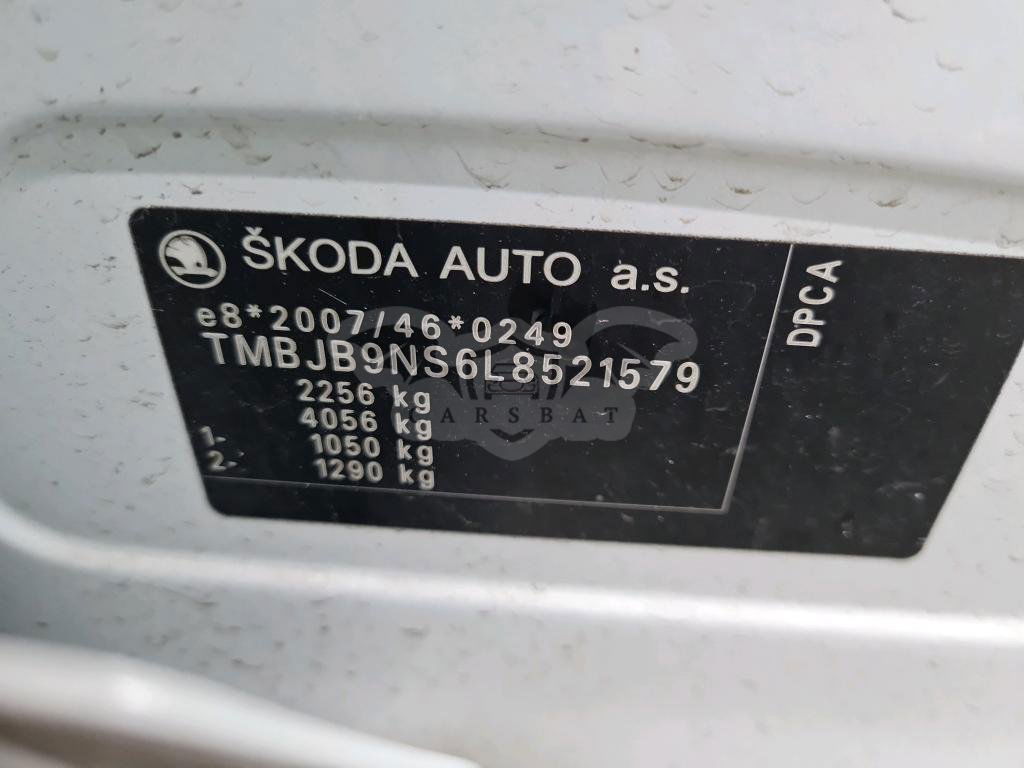 ŠKODA AUTO a.s.
e8*2007/46*0249
TMBJB9NS6L8521579
2256 kg
4056 kg
1- 1050 kg
2- 1290 kg
DPCA
CARSBAT